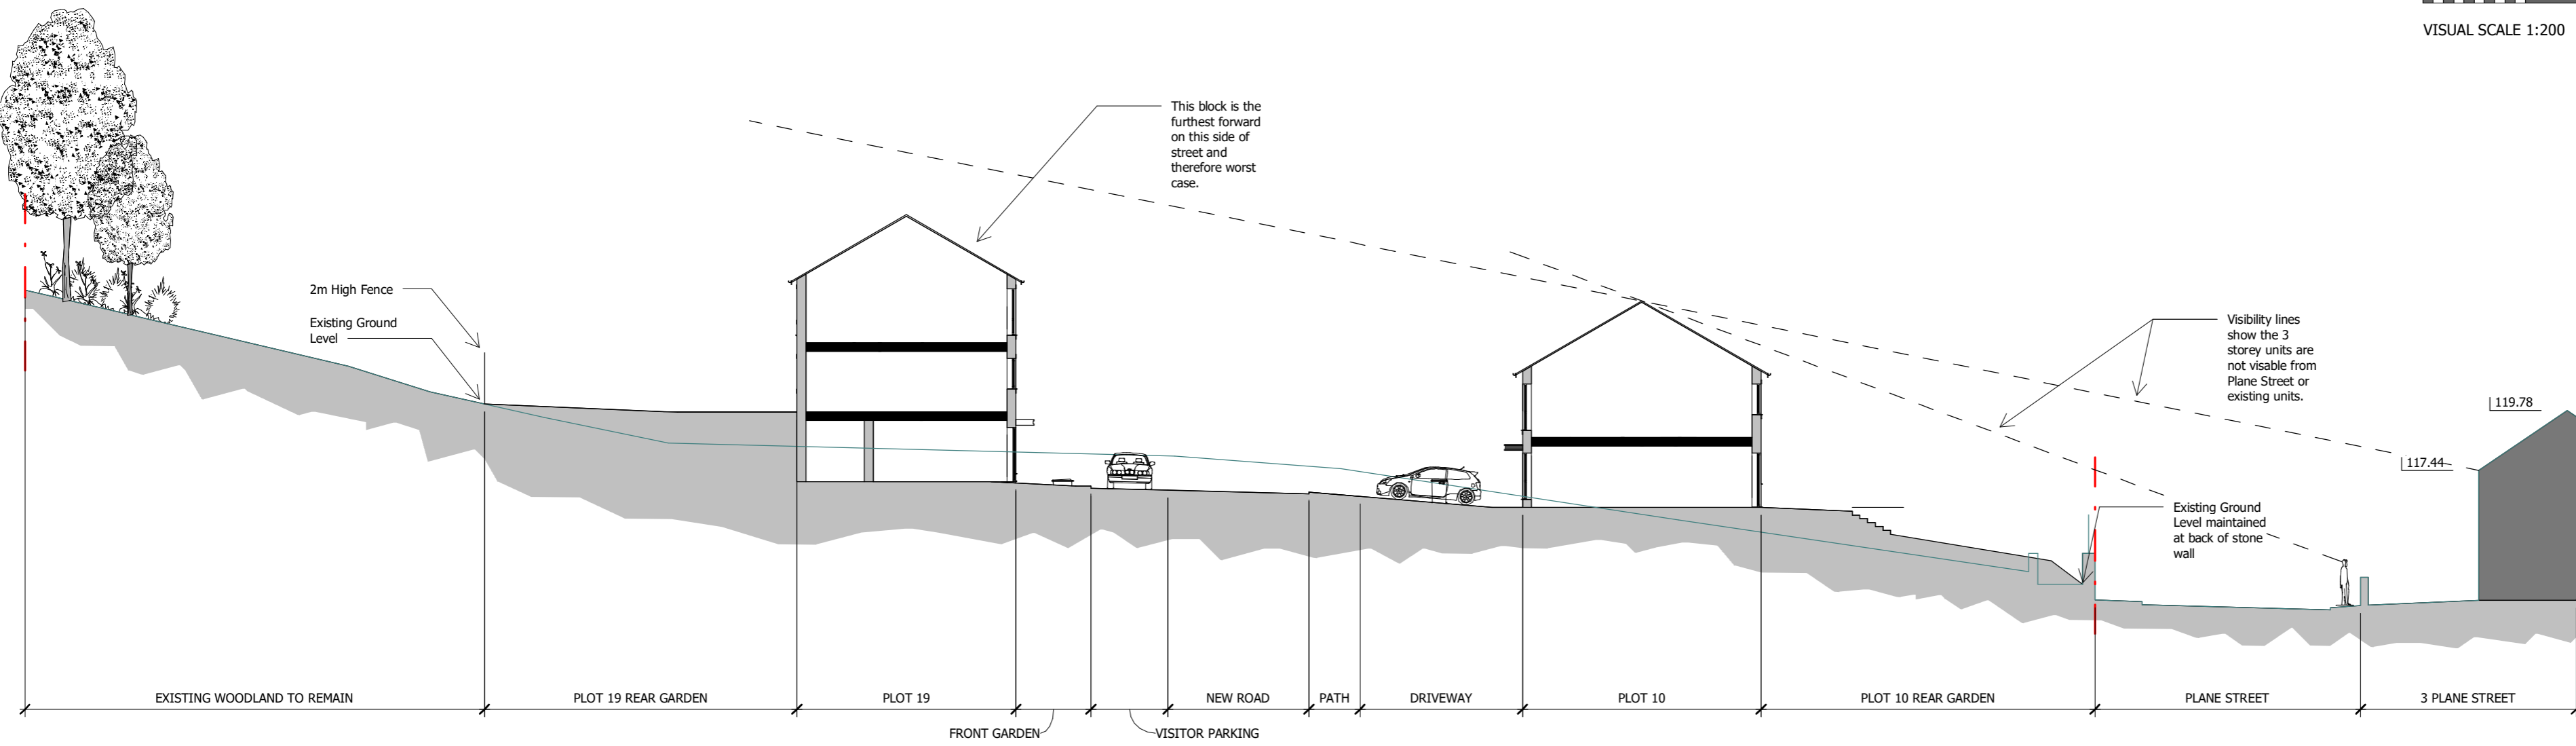 VISUAL SCALE 1:200
This block is the
furthest forward
on this side of
street and
therefore worst
case.
2m High Fence
Existing Ground
Level
Visibility lines
show the 3
storey units are
not visable from
Plane Street or
existing units.
119.78
117.44
Existing Ground
Level maintained
at back of stone
wall
EXISTING WOODLAND TO REMAIN
PLOT 19 REAR GARDEN
PLOT 19
FRONT GARDEN
VISITOR PARKING
NEW ROAD
PATH
DRIVEWAY
PLOT 10
PLOT 10 REAR GARDEN
PLANE STREET
3 PLANE STREET